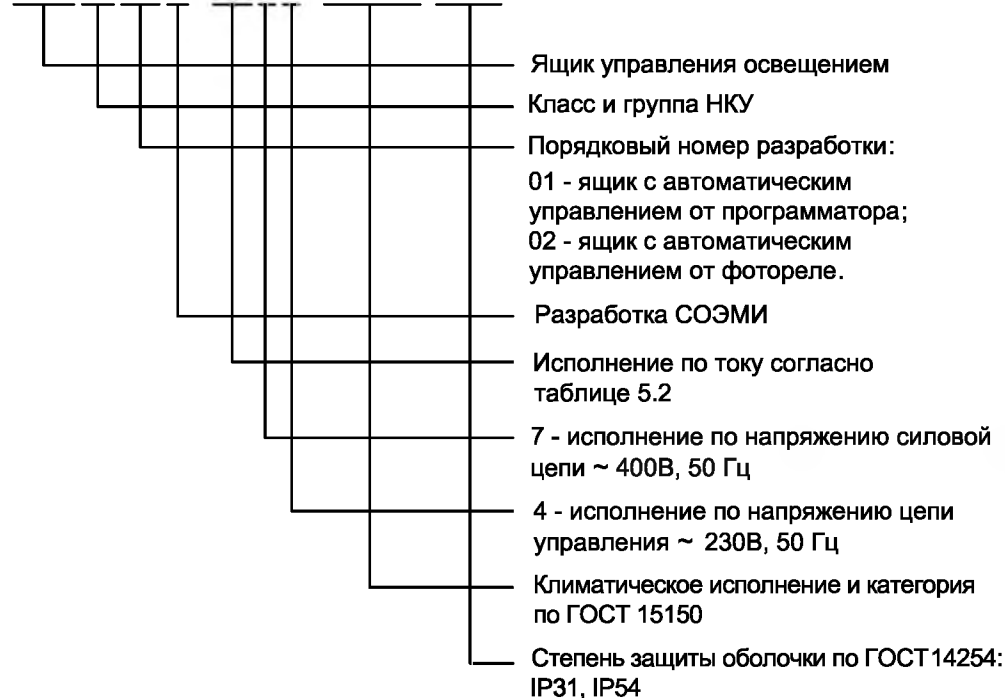 Ящик управления освещением
Класс и группа НКУ
Порядковый номер разработки:
01 - ящик с автоматическим
управлением от программатора;
02 - ящик с автоматическим
управлением от фотореле.
Разработка СОЭМИ
Исполнение по току согласно
таблице 5.2
7 - исполнение по напряжению силовой
цепи ~ 400В, 50 Гц
4 - исполнение по напряжению цепи
управления ~ 230В, 50 Гц
Климатическое исполнение и категория
по ГОСТ 15150
Степень защиты оболочки по ГОСТ14254:
IP31, IP54